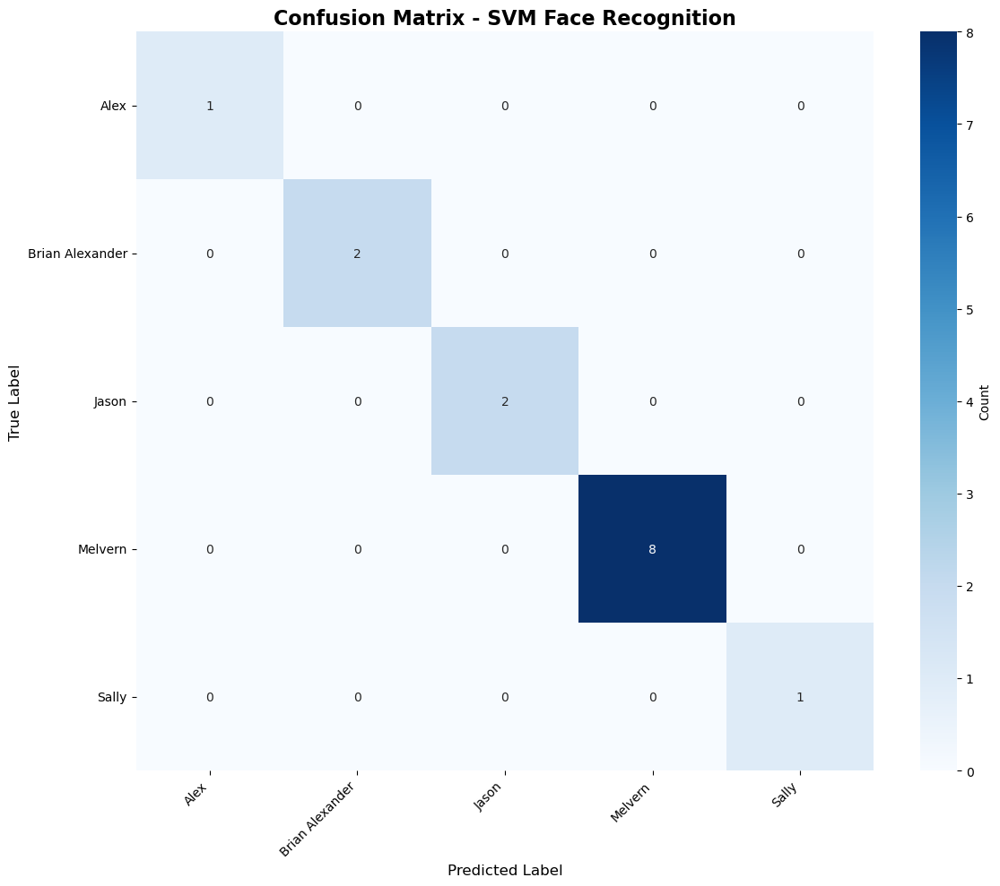 Confusion Matrix - SVM Face Recognition
True Label
Alex
1 0 0 0 0
Brian Alexander
0 2 0 0 0
Jason
0 0 2 0 0
Melvern
0 0 0 8 0
Sally
0 0 0 0 1
Alex
Brian Alexander
Jason
Melvern
Sally
Predicted Label
8
7
6
5
4
3
2
1
0
Count